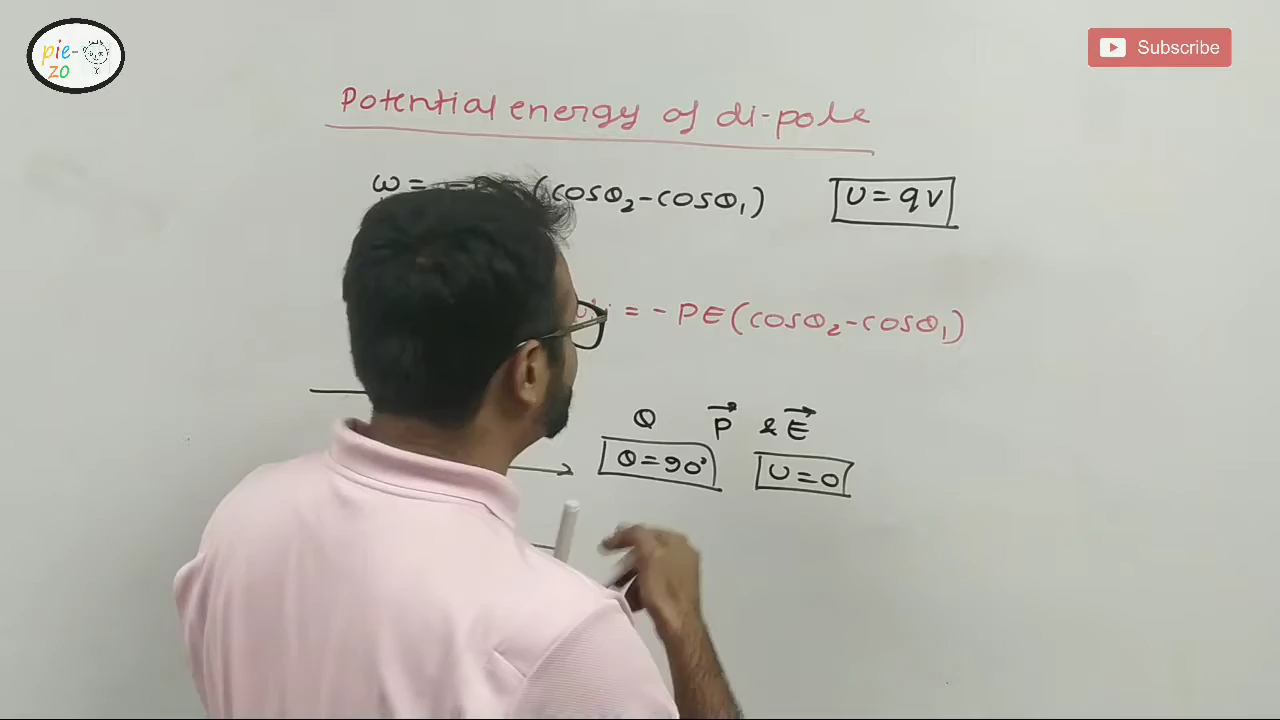 pie-
zo
Subscribe
Potential energy of di-pole
W = - (cosθ₂-cosθ₁) U = qV
= - PE(cosθ₂-cosθ₁)
θ P⃗ & E⃗
θ=90° U=0